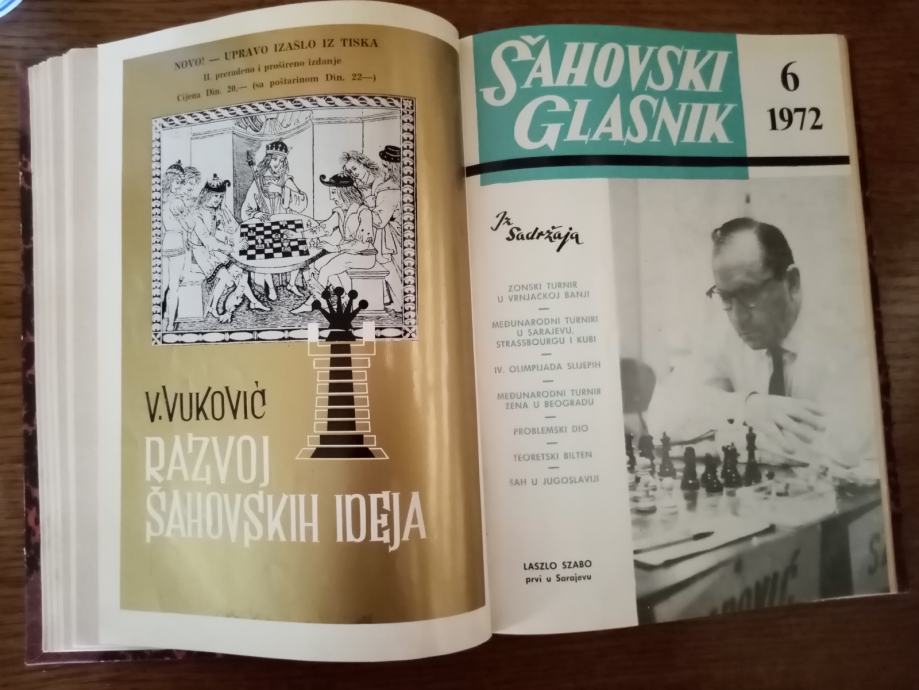 NOVO! — UPRAVO IZAŠLO IZ TISKA
II. prerađeno i prošireno izdanje
Cijena Din. 20,— (sa poštarinom Din. 22—)
V. VUKOVIĆ
RAZVOJ
ŠAHOVSKIH IDEJA
ŠAHOVSKI
GLASNIK
6
1972
Iz
Sadržaja
ZONSKI TURNIR
U VRNJAČKOJ BANJI
MEĐUNARODNI TURNIRI
U SARAJEVU,
STRASSBOURGU I KUBI
IV. OLIMPIJADA SLIJEPIH
MEĐUNARODNI TURNIR
ŽENA U BEOGRADU
PROBLEMSKI DIO
TEORETSKI BILTEN
ŠAH U JUGOSLAVIJI
LASZLO SZABO
prvi u Sarajevu